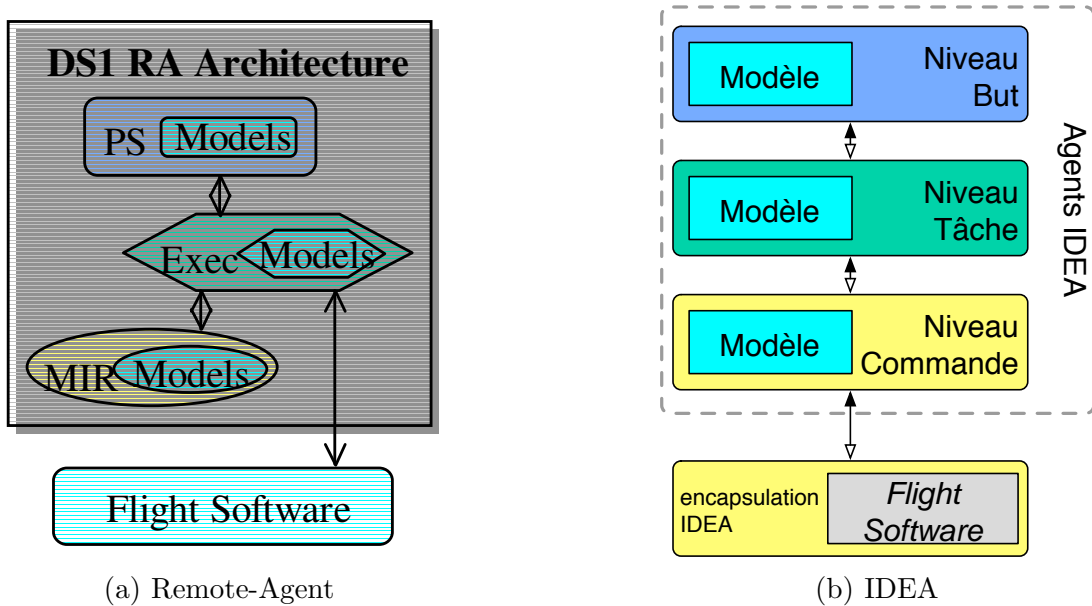 DS1 RA Architecture
PS Models
Exec Models
MIR Models
Flight Software
(a) Remote-Agent
Modèle
Niveau
But
Modèle
Niveau
Tâche
Modèle
Niveau
Commande
Agents IDEA
encapsulation
IDEA
Flight
Software
(b) IDEA